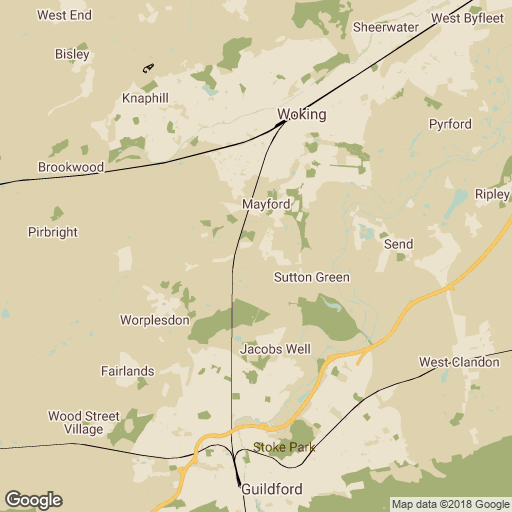 West End
West Byfleet
Sheerwater
Bisley
Knaphill
Woking
Pyrford
Brookwood
Ripley
Mayford
Pirbright
Send
Sutton Green
Worplesdon
Jacobs Well
West Clandon
Fairlands
Wood Street
Village
Stoke Park
Guildford
Google
Map data ©2018 Google